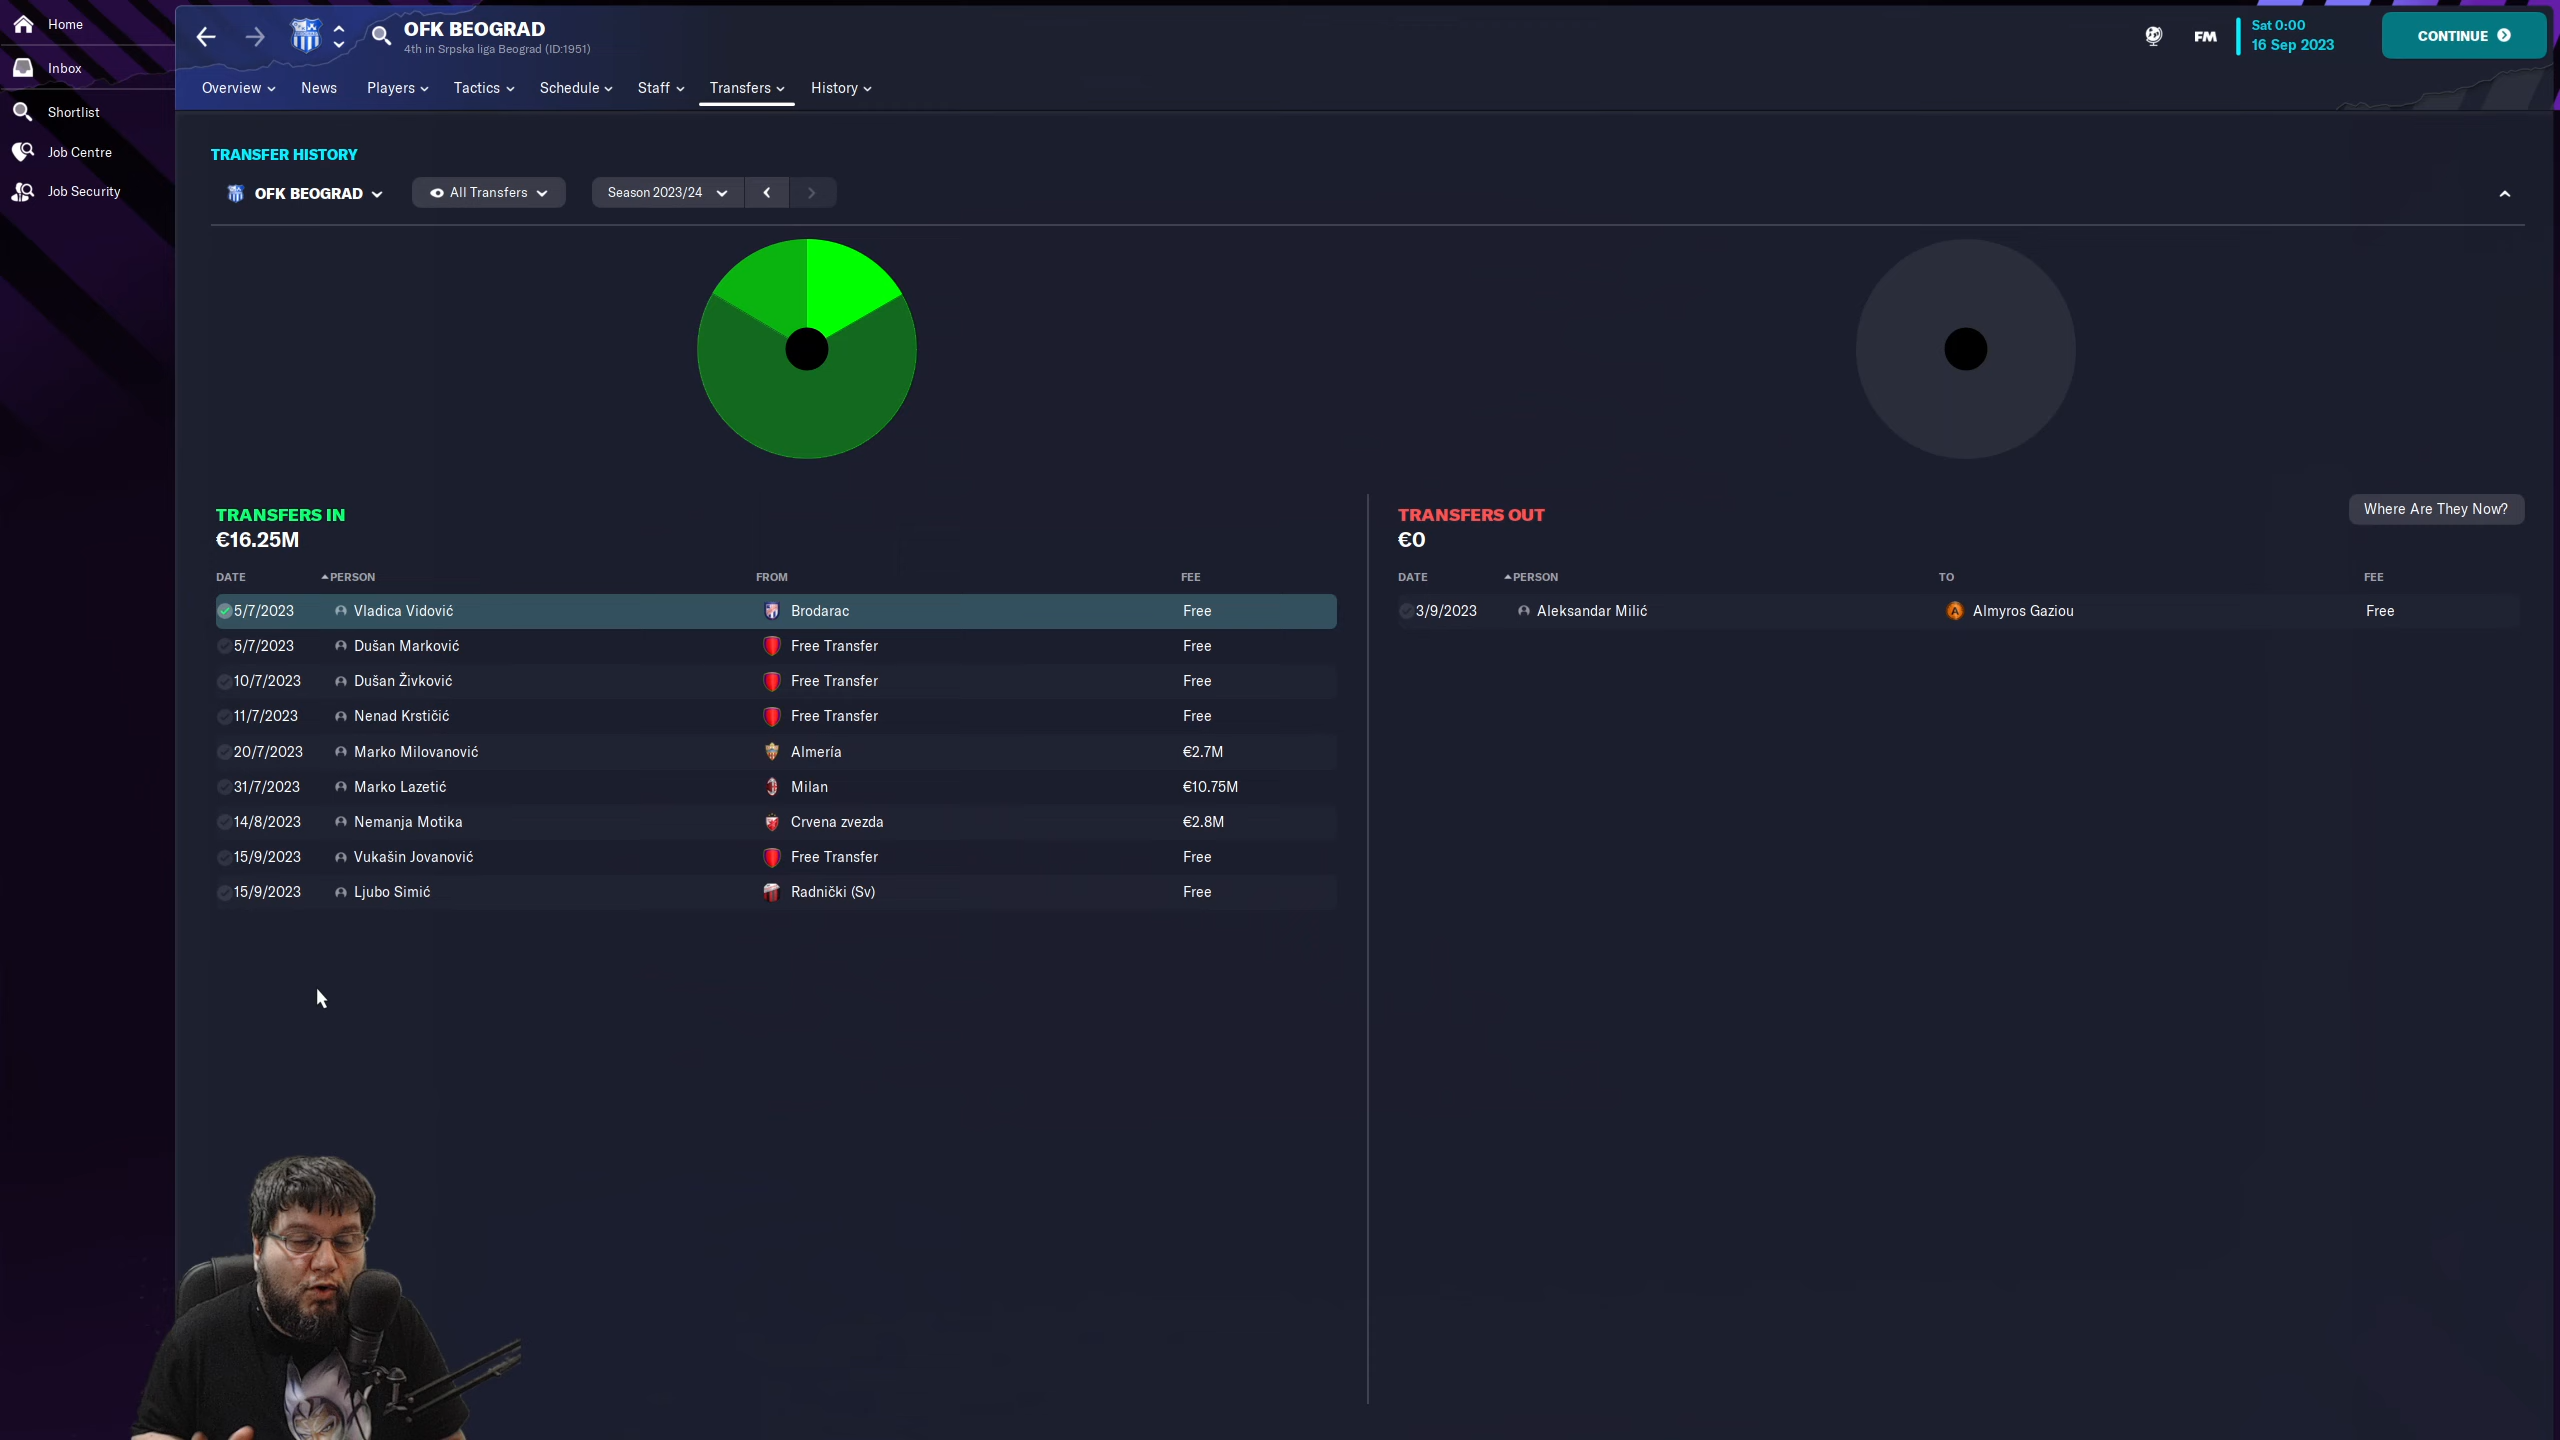 Home
Inbox
Shortlist
Job Centre
Job Security
OFK BEOGRAD
4th in Srpska liga Beograd (ID:1951)
FM
Sat 0:00
16 Sep 2023
CONTINUE
Overview
News
Players
Tactics
Schedule
Staff
Transfers
History
TRANSFER HISTORY
OFK BEOGRAD
All Transfers
Season 2023/24
TRANSFERS IN
€16.25M
DATE PERSON FROM FEE
5/7/2023 Vladica Vidović Brodarac Free
5/7/2023 Dušan Marković Free Transfer Free
10/7/2023 Dušan Živković Free Transfer Free
11/7/2023 Nenad Krstičić Free Transfer Free
20/7/2023 Marko Milovanović Almería €2.7M
31/7/2023 Marko Lazetić Milan €10.75M
14/8/2023 Nemanja Motika Crvena zvezda €2.8M
15/9/2023 Vukašin Jovanović Free Transfer Free
15/9/2023 Ljubo Simić Radnički (Sv) Free
TRANSFERS OUT
€0
Where Are They Now?
DATE PERSON TO FEE
3/9/2023 Aleksandar Milić Almyros Gaziou Free